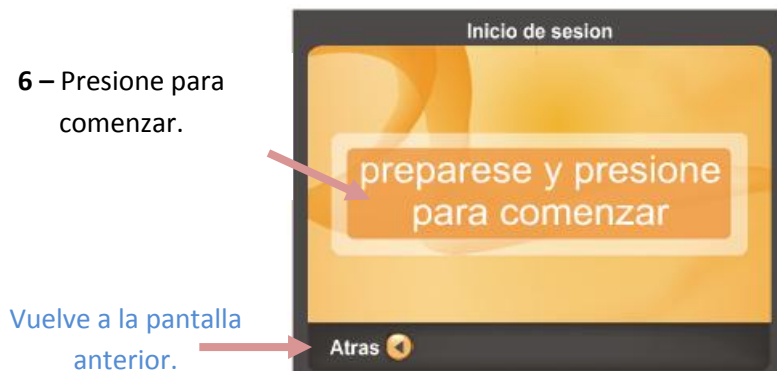 Inicio de sesion
6 – Presione para
comenzar.
preparese y presione
para comenzar
Vuelve a la pantalla
anterior.
Atras